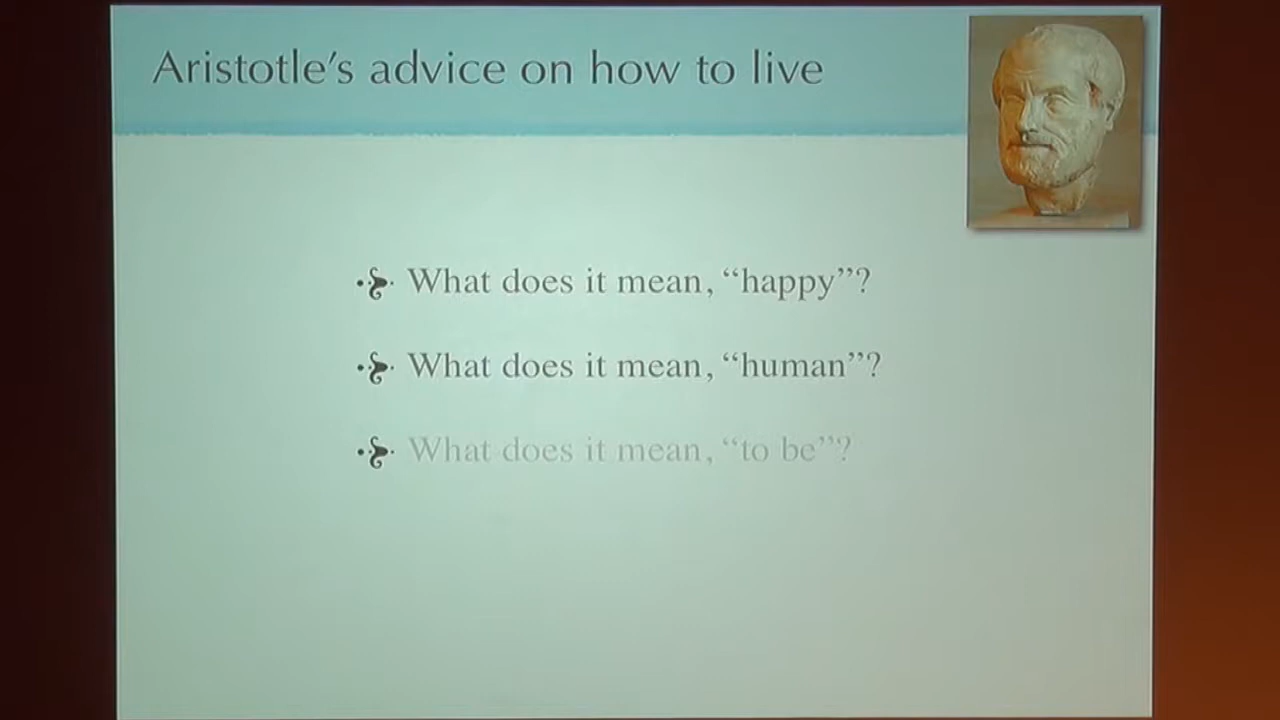 Aristotle's advice on how to live
What does it mean, “happy”?
What does it mean, “human”?
What does it mean, “to be”?